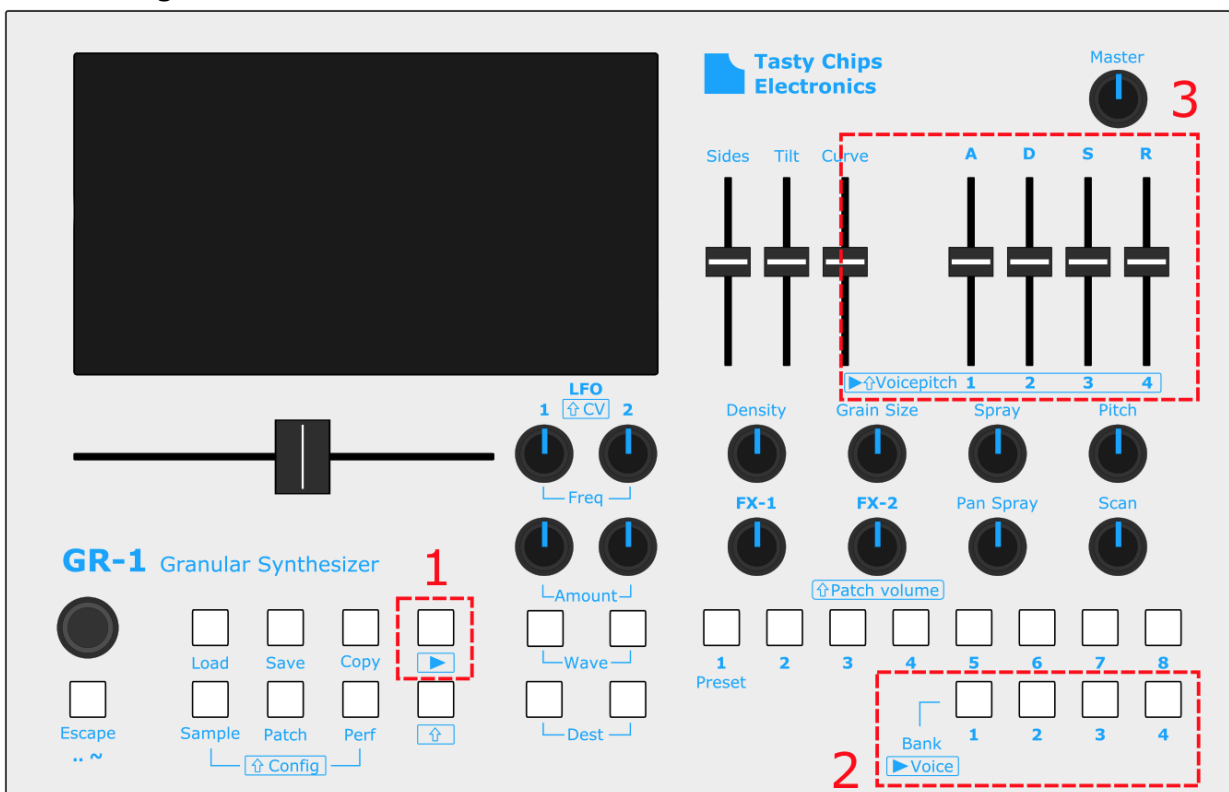 Tasty Chips
Electronics
Master
3
Sides Tilt Curve A D S R
▶⇧Voicepitch 1 2 3 4
LFO
1 ⇧CV 2
Density Grain Size Spray Pitch
Freq
FX-1 FX-2 Pan Spray Scan
GR-1 Granular Synthesizer
1
Amount
⇧Patch volume
Load Save Copy ▶
Wave
1 2 3 4 5 6 7 8
Preset
Escape Sample Patch Perf ⇧
.. ~
⇧ Config
Dest
Bank 1 2 3 4
▶Voice
2